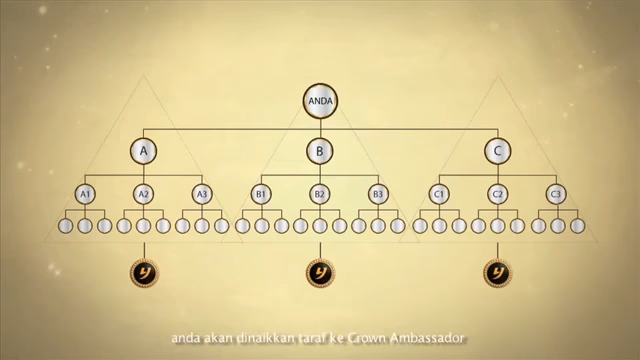 ANDA
A B C
A1 A2 A3 B1 B2 B3 C1 C2 C3
anda akan dinaikkan taraf ke Crown Ambassador